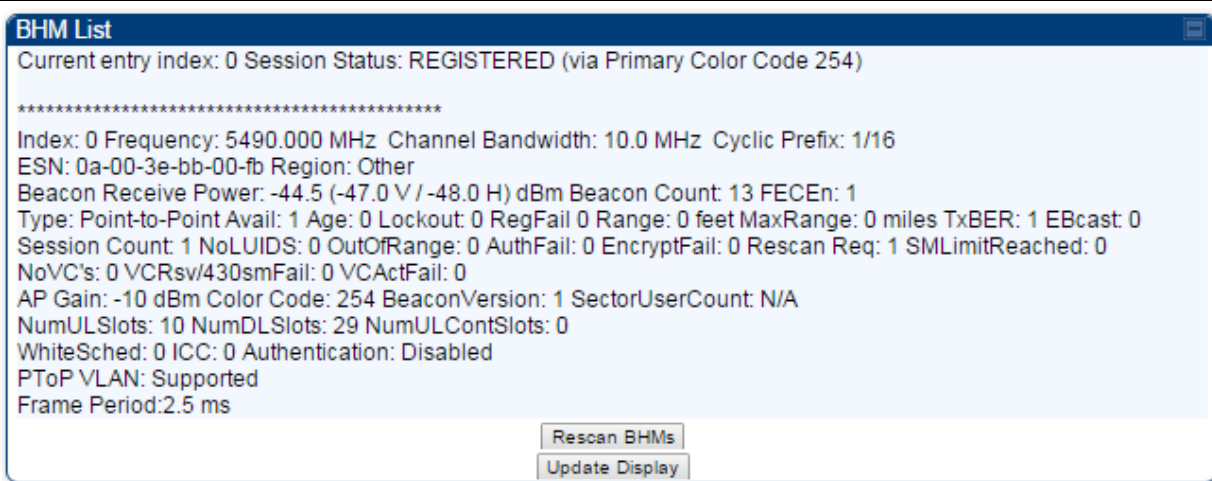 BHM List
Current entry index: 0 Session Status: REGISTERED (via Primary Color Code 254)
*********************************************
Index: 0 Frequency: 5490.000 MHz Channel Bandwidth: 10.0 MHz Cyclic Prefix: 1/16
ESN: 0a-00-3e-bb-00-fb Region: Other
Beacon Receive Power: -44.5 (-47.0 V / -48.0 H) dBm Beacon Count: 13 FECEn: 1
Type: Point-to-Point Avail: 1 Age: 0 Lockout: 0 RegFail 0 Range: 0 feet MaxRange: 0 miles TxBER: 1 EBcast: 0
Session Count: 1 NoLUIDS: 0 OutOfRange: 0 AuthFail: 0 EncryptFail: 0 Rescan Req: 1 SMLimitReached: 0
NoVC's: 0 VCRsv/430smFail: 0 VCActFail: 0
AP Gain: -10 dBm Color Code: 254 BeaconVersion: 1 SectorUserCount: N/A
NumULSlots: 10 NumDLSlots: 29 NumULContSlots: 0
WhiteSched: 0 ICC: 0 Authentication: Disabled
PToP VLAN: Supported
Frame Period:2.5 ms
Rescan BHMs
Update Display